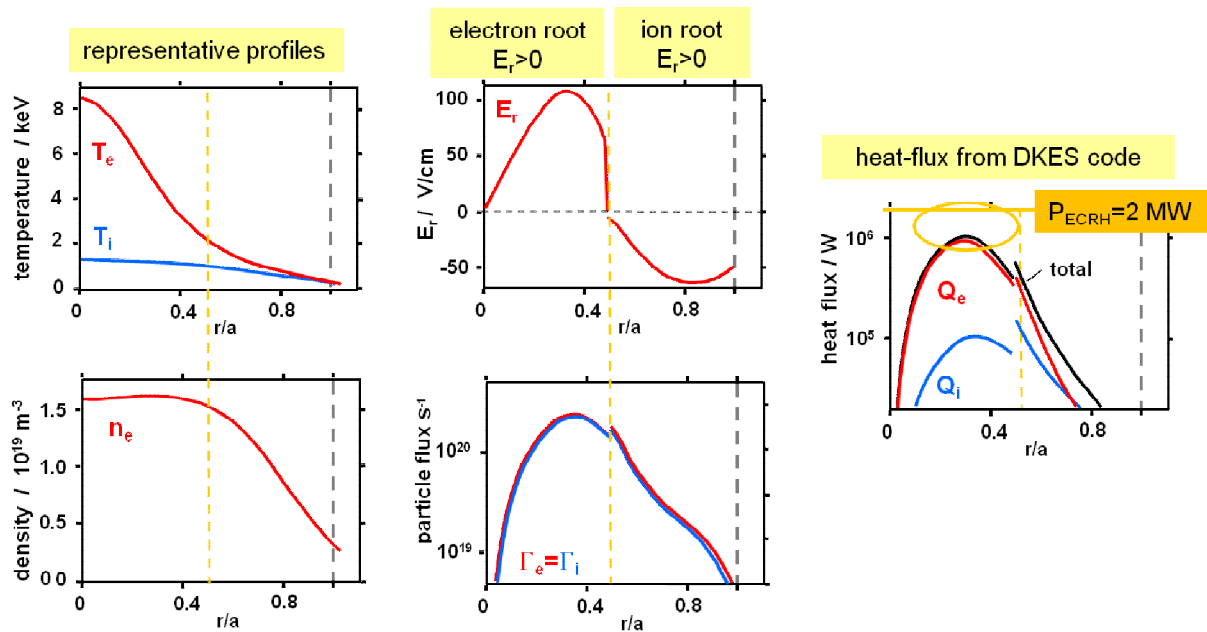 representative profiles
electron root
E_r>0
ion root
E_r>0
heat-flux from DKES code
temperature / keV
8
6
4
2
0
T_e
T_i
0
0.4
0.8
r/a
E_r / V/cm
100
50
0
-50
E_r
0
0.4
0.8
r/a
heat flux / W
10^6
10^5
P_ECRH=2 MW
total
Q_e
Q_i
0
0.4
0.8
r/a
density / 10^19 m^-3
1.5
1.0
0.5
0 0
n_e
0.4
0.8
r/a
particle flux s^-1
10^20
10^19
Γ_e=Γ_i
0
0.4
0.8
r/a